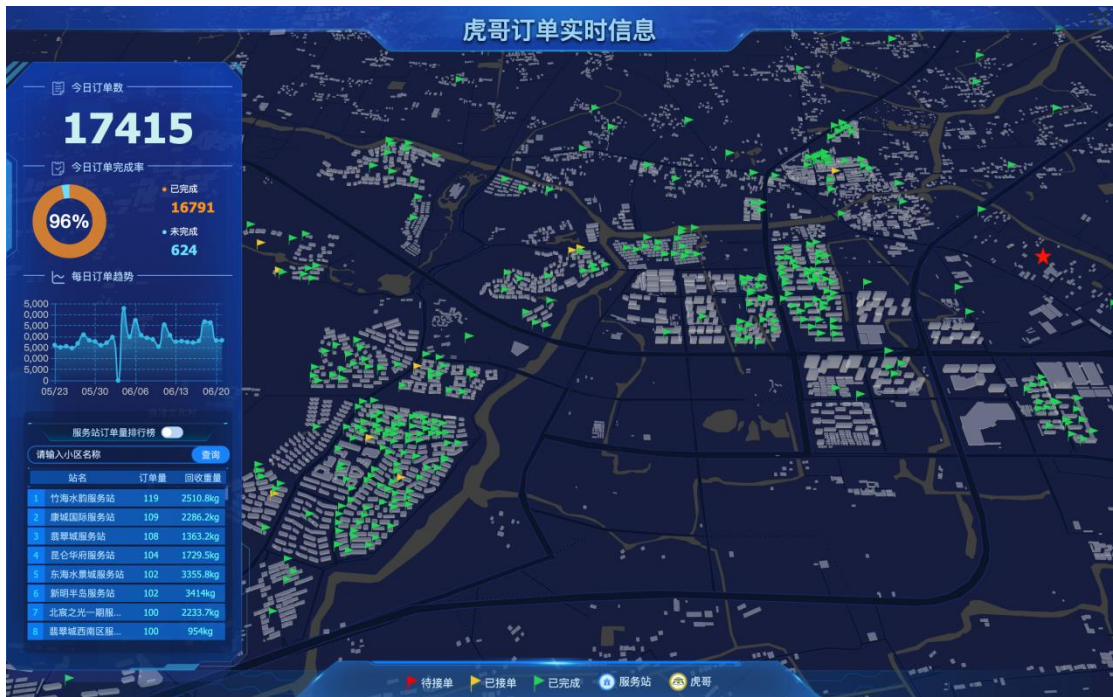 虎哥订单实时信息
今日订单数
17415
今日订单完成率
96%
已完成
16791
未完成
624
每日订单趋势
5,000
0,000
5,000
0,000
5,000
0,000
5,000
0
05/23 05/30 06/06 06/13 06/20
服务站订单量排行榜
请输入小区名称 查询
站名 订单量 回收重量
1 竹海水韵服务站 119 2510.8kg
2 康城国际服务站 109 2286.2kg
3 翡翠城服务站 108 1363.2kg
4 昆仑华府服务站 104 1729.5kg
5 东海水景城服务站 102 3355.8kg
6 新明半岛服务站 102 3414kg
7 北宸之光一期服... 100 2233.7kg
8 翡翠城西南区服... 100 954kg
待接单 已接单 已完成 服务站 虎哥